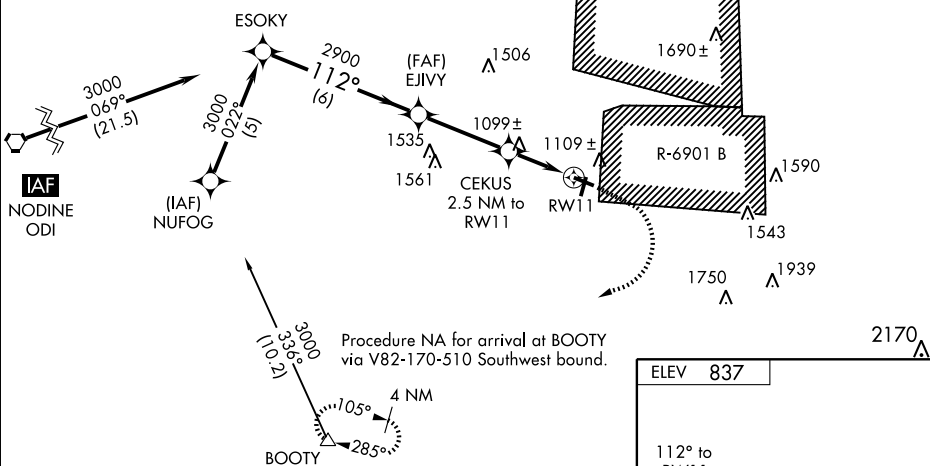 ESOKY
1690 ±
2900
112°
(6)
(FAF)
EJIVY
1506
3000
069°
(21.5)
3000
022°
(5)
1099 ±
1109 ±
1535
1561
R-6901 B
1590
IAF
NODINE
ODI
(IAF)
NUFOG
CEKUS
2.5 NM to
RW11
RW11
1543
1750
1939
3000
336°
(10.2)
Procedure NA for arrival at BOOTY
via V82-170-510 Southwest bound.
2170
ELEV 837
4 NM
105°
285°
BOOTY
112° to